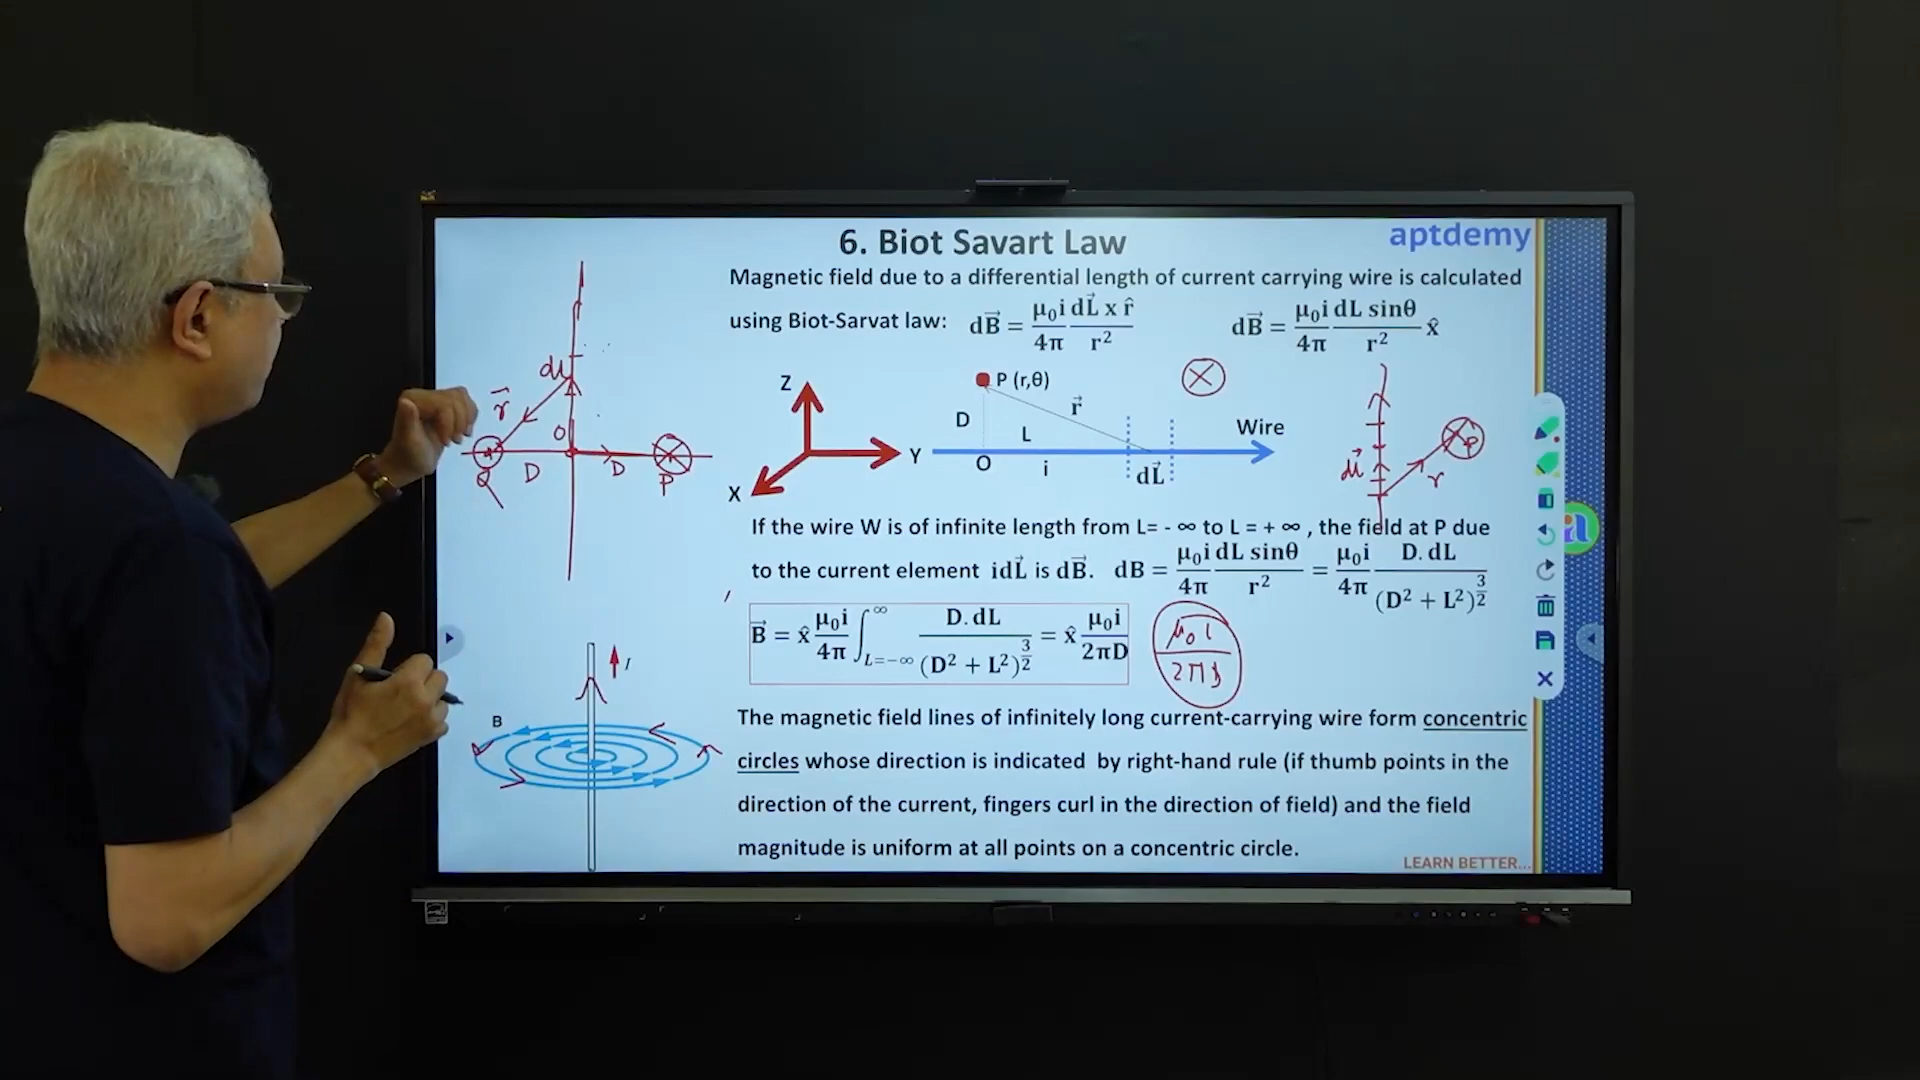 6. Biot Savart Law
aptdemy
Magnetic field due to a differential length of current carrying wire is calculated
using Biot-Sarvat law: dB⃗ = μ₀i/4π dL⃗ x r̂/r²
dB⃗ = μ₀i/4π dL sinθ/r² x̂
Z
Y
X
P (r,θ)
D
r⃗
L
O
i
dL⃗
Wire
dl
r⃗
O
Q
D
D
P
dl⃗
r
P
If the wire W is of infinite length from L= - ∞ to L = + ∞ , the field at P due
to the current element idL⃗ is dB⃗. dB = μ₀i/4π dL sinθ/r² = μ₀i/4π D. dL/(D² + L²)^3/2
B⃗ = x̂ μ₀i/4π ∫_{L=−∞}^{∞} D. dL/(D² + L²)^3/2 = x̂ μ₀i/2πD
μ₀i/2πD
I
B
The magnetic field lines of infinitely long current-carrying wire form concentric
circles whose direction is indicated by right-hand rule (if thumb points in the
direction of the current, fingers curl in the direction of field) and the field
magnitude is uniform at all points on a concentric circle.
LEARN BETTER...